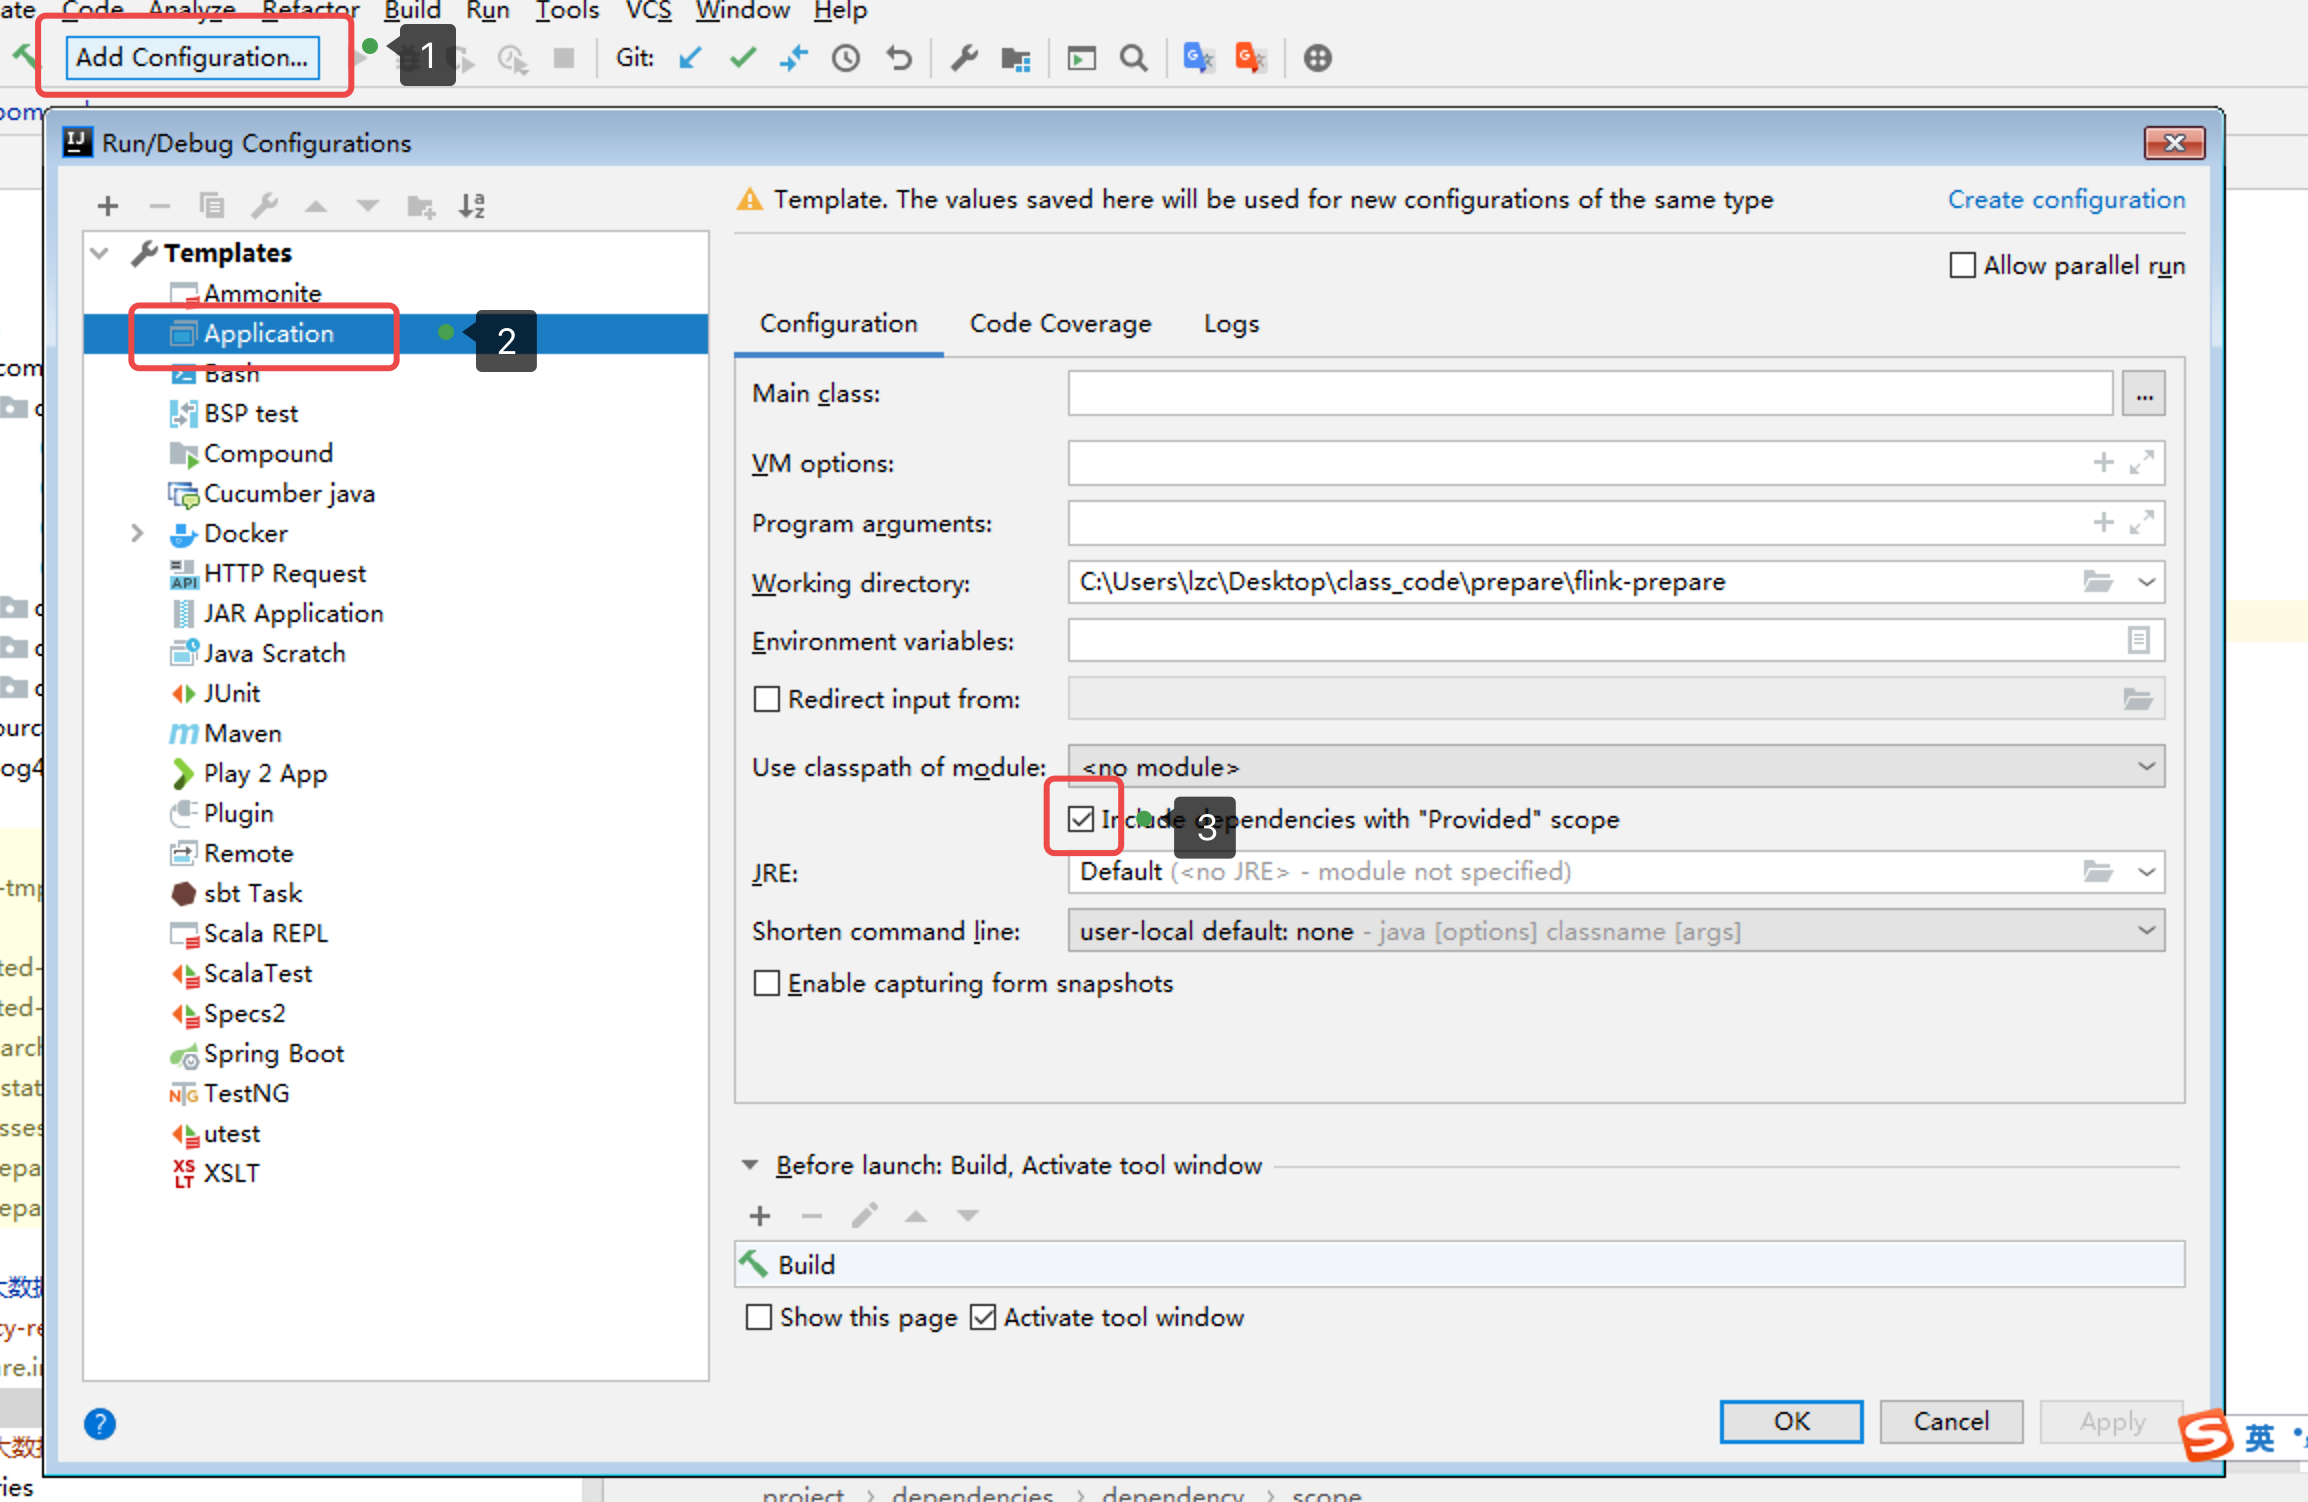 Code Analyze Refactor Build Run Tools VCS Window Help
Add Configuration...
1
Git:
Run/Debug Configurations
Template. The values saved here will be used for new configurations of the same type
Create configuration
Allow parallel run
Templates
Ammonite
Application
2
Bash
BSP test
Compound
Cucumber java
Docker
HTTP Request
JAR Application
Java Scratch
JUnit
Maven
Play 2 App
Plugin
Remote
sbt Task
Scala REPL
ScalaTest
Specs2
Spring Boot
TestNG
utest
XSLT
Configuration Code Coverage Logs
Main class:
...
VM options:
Program arguments:
Working directory: C:\Users\lzc\Desktop\class_code\prepare\flink-prepare
Environment variables:
Redirect input from:
Use classpath of module: <no module>
Include dependencies with "Provided" scope
3
JRE: Default (<no JRE> - module not specified)
Shorten command line: user-local default: none - java [options] classname [args]
Enable capturing form snapshots
Before launch: Build, Activate tool window
Build
Show this page Activate tool window
?
OK Cancel Apply
英
project > dependencies > dependency > scope